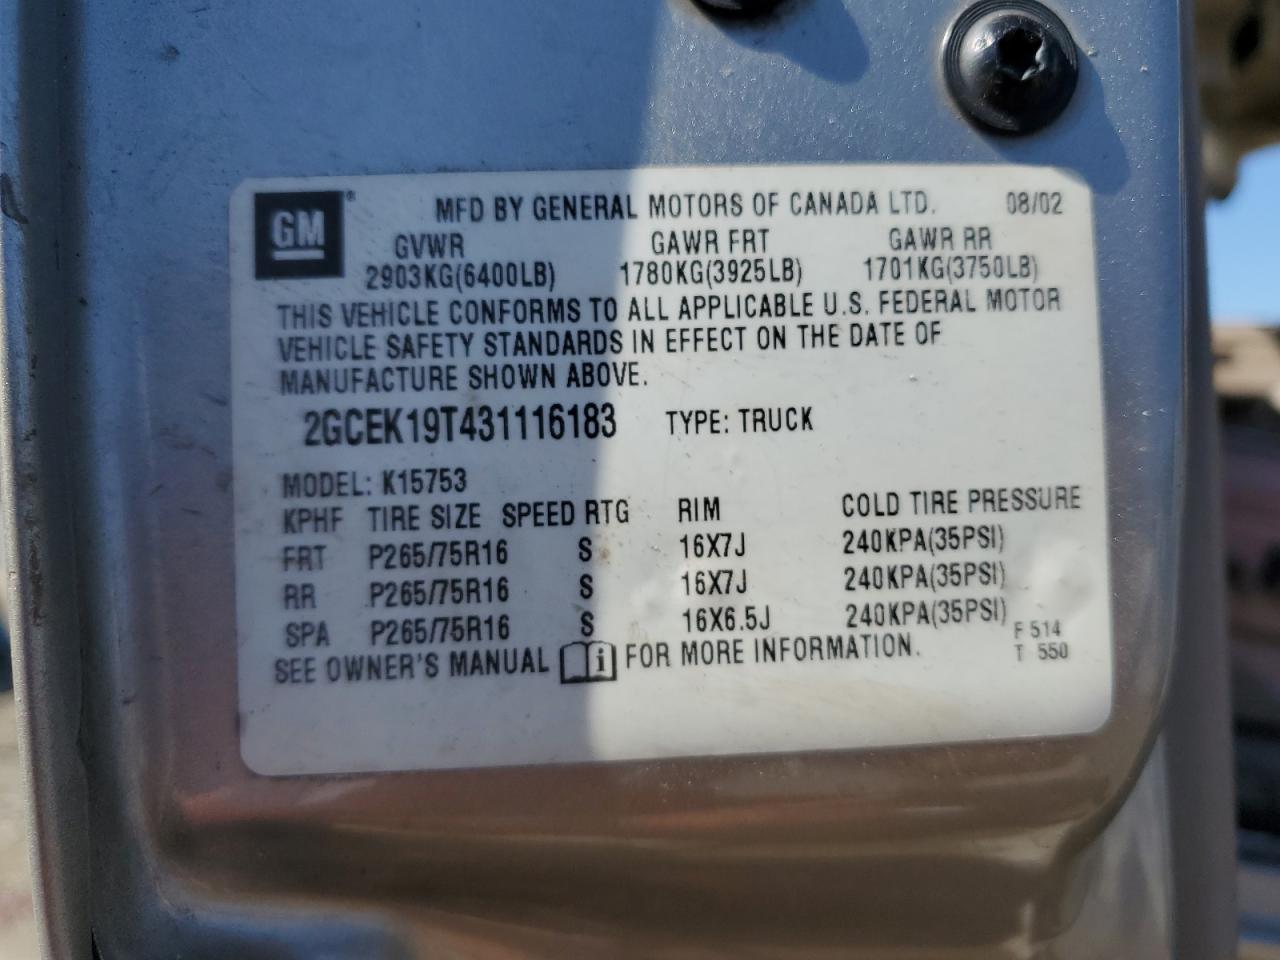 GM ® MFD BY GENERAL MOTORS OF CANADA LTD. 08/02
GVWR GAWR FRT GAWR RR
2903KG(6400LB) 1780KG(3925LB) 1701KG(3750LB)
THIS VEHICLE CONFORMS TO ALL APPLICABLE U.S. FEDERAL MOTOR
VEHICLE SAFETY STANDARDS IN EFFECT ON THE DATE OF
MANUFACTURE SHOWN ABOVE.
2GCEK19T431116183 TYPE: TRUCK
MODEL: K15753
KPHF TIRE SIZE SPEED RTG RIM COLD TIRE PRESSURE
FRT P265/75R16 S 16X7J 240KPA(35PSI)
RR P265/75R16 S 16X7J 240KPA(35PSI)
SPA P265/75R16 S 16X6.5J 240KPA(35PSI) F 514
SEE OWNER'S MANUAL i FOR MORE INFORMATION. T 550